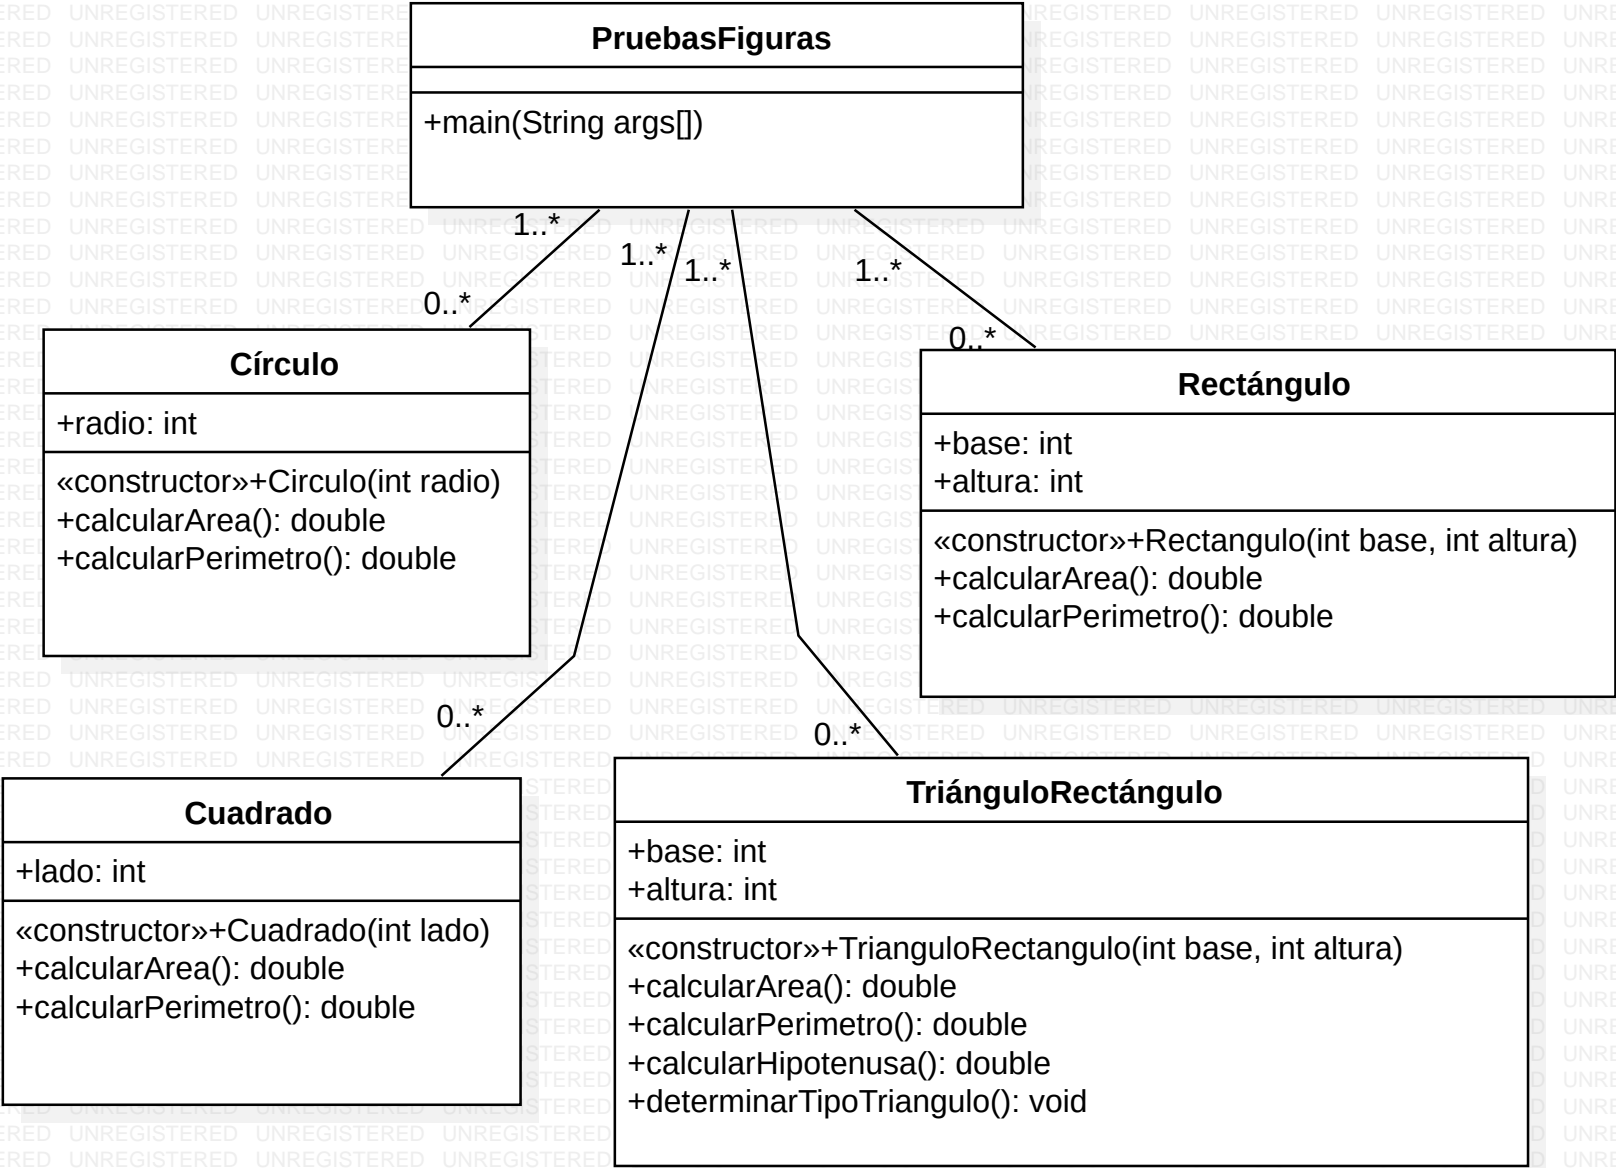 PruebasFiguras
+main(String args[])
1..*
1..*
1..*
1..*
0..*
0..*
Círculo
+radio: int
«constructor»+Circulo(int radio)
+calcularArea(): double
+calcularPerimetro(): double
Rectángulo
+base: int
+altura: int
«constructor»+Rectangulo(int base, int altura)
+calcularArea(): double
+calcularPerimetro(): double
0..*
0..*
Cuadrado
+lado: int
«constructor»+Cuadrado(int lado)
+calcularArea(): double
+calcularPerimetro(): double
TriánguloRectángulo
+base: int
+altura: int
«constructor»+TrianguloRectangulo(int base, int altura)
+calcularArea(): double
+calcularPerimetro(): double
+calcularHipotenusa(): double
+determinarTipoTriangulo(): void
UNREGISTERED